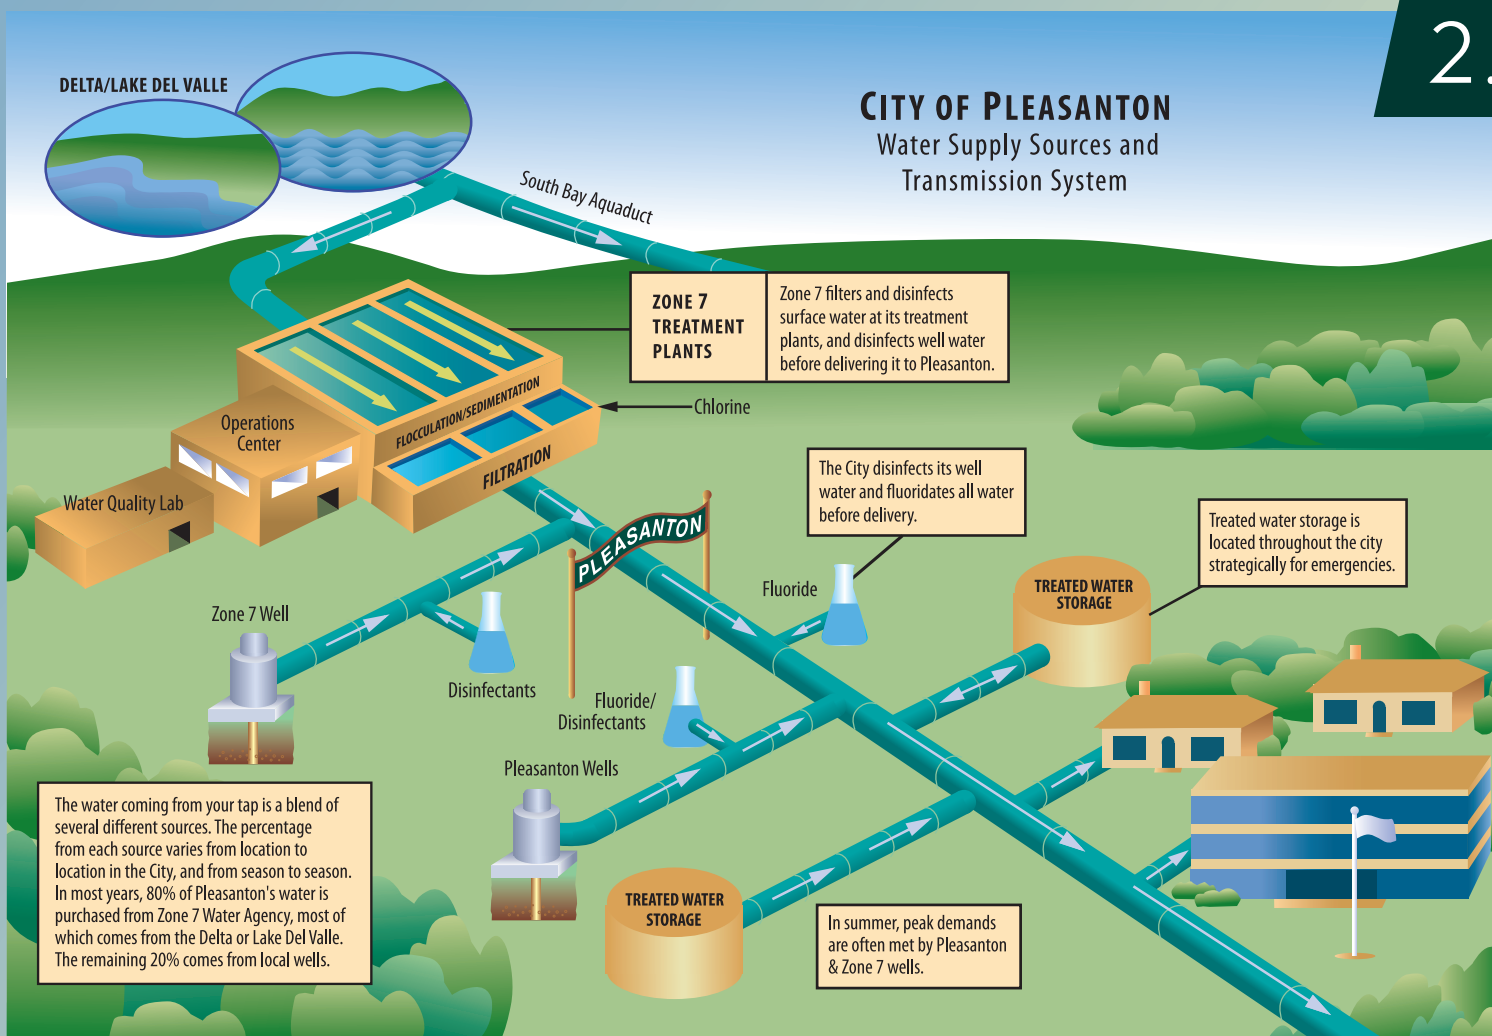 2.
DELTA/LAKE DEL VALLE
CITY OF PLEASANTON
Water Supply Sources and
Transmission System
South Bay Aquaduct
ZONE 7
TREATMENT
PLANTS
Zone 7 filters and disinfects
surface water at its treatment
plants, and disinfects well water
before delivering it to Pleasanton.
Chlorine
FLOCCULATION/SEDIMENTATION
FILTRATION
Operations
Center
Water Quality Lab
The City disinfects its well
water and fluoridates all water
before delivery.
Treated water storage is
located throughout the city
strategically for emergencies.
PLEASANTON
Fluoride
TREATED WATER
STORAGE
Zone 7 Well
Disinfectants
Fluoride/
Disinfectants
Pleasanton Wells
The water coming from your tap is a blend of
several different sources. The percentage
from each source varies from location to
location in the City, and from season to season.
In most years, 80% of Pleasanton's water is
purchased from Zone 7 Water Agency, most of
which comes from the Delta or Lake Del Valle.
The remaining 20% comes from local wells.
TREATED WATER
STORAGE
In summer, peak demands
are often met by Pleasanton
& Zone 7 wells.